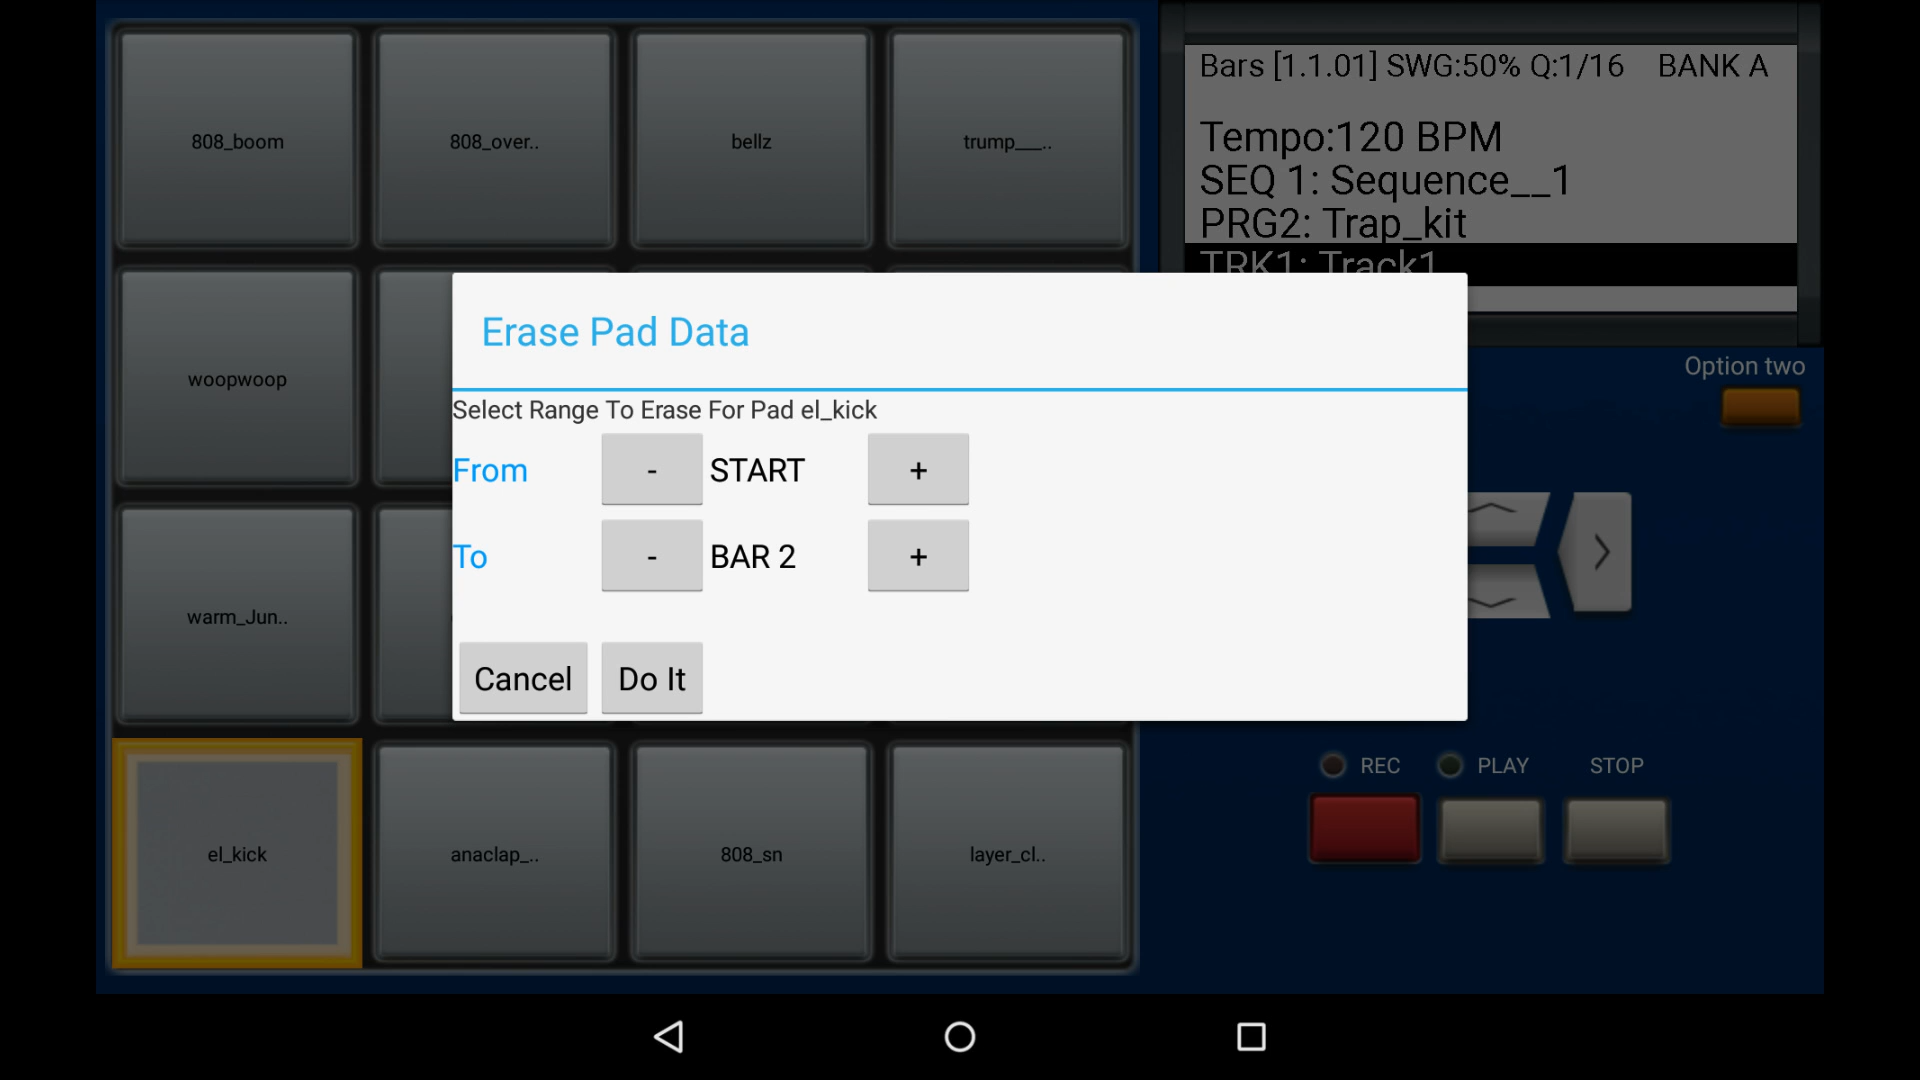 808_boom
808_over..
bellz
trump___..
Bars [1.1.01] SWG:50% Q:1/16 BANK A
Tempo:120 BPM
SEQ 1: Sequence__1
PRG2: Trap_kit
TRK1: Track1
woopwoop
Erase Pad Data
Select Range To Erase For Pad el_kick
From - START +
To - BAR 2 +
Cancel Do It
Option two
warm_Jun..
REC PLAY STOP
el_kick
anaclap_..
808_sn
layer_cl..